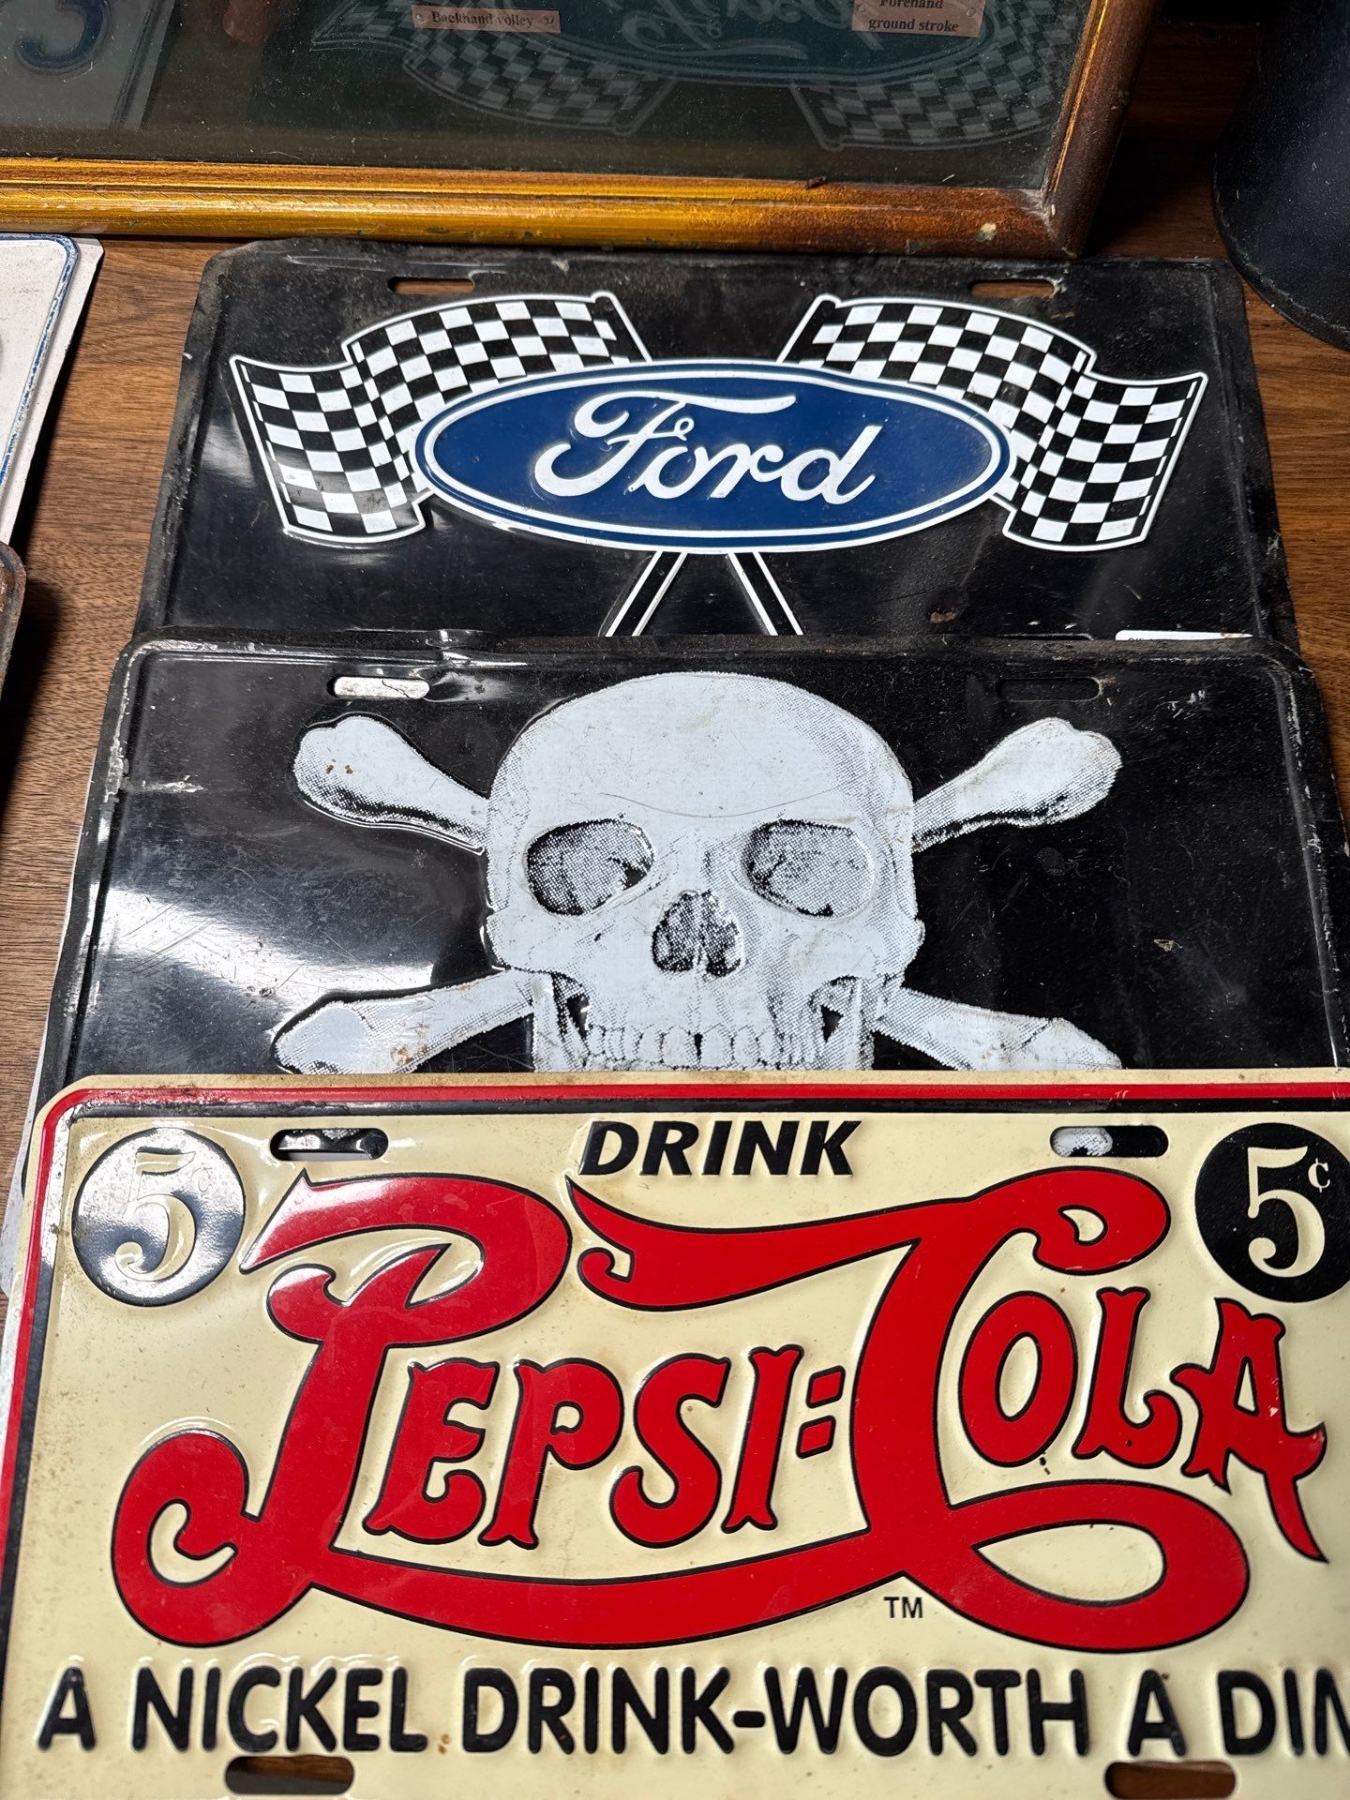 Backhand volley
Forehand
ground stroke
Ford
DRINK
5¢
5¢
PEPSI:COLA
TM
A NICKEL DRINK-WORTH A DIM